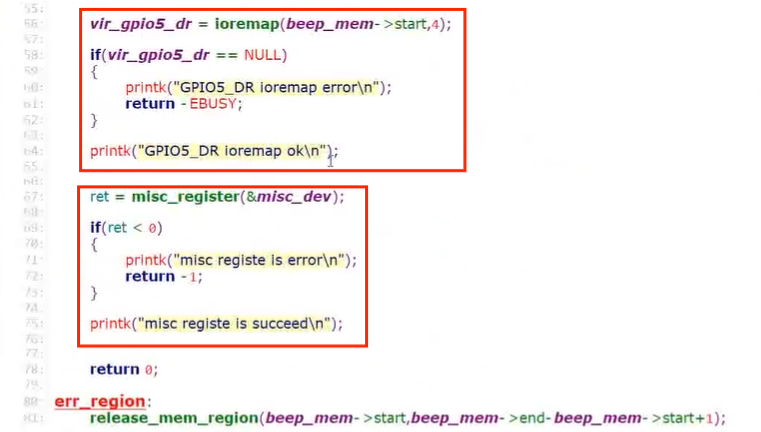 55:
56: vir_gpio5_dr = ioremap(beep_mem->start,4);
57:
58: if(vir_gpio5_dr == NULL)
59: {
60: printk("GPIO5_DR ioremap error\n");
61: return -EBUSY;
62: }
63:
64: printk("GPIO5_DR ioremap ok\n");
65:
66:
67: ret = misc_register(&misc_dev);
68:
69: if(ret < 0)
70: {
71: printk("misc registe is error\n");
72: return -1;
73: }
74:
75: printk("misc registe is succeed\n");
76:
77:
78: return 0;
79:
80: err_region:
81: release_mem_region(beep_mem->start,beep_mem->end-beep_mem->start+1);